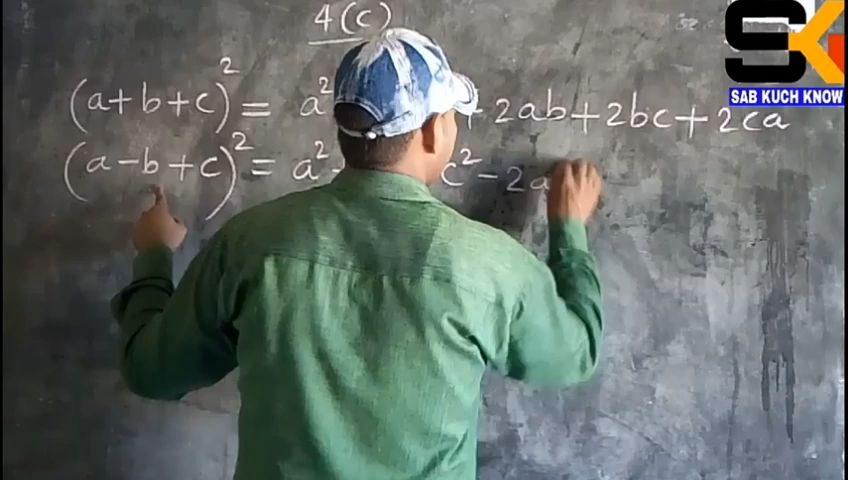 4(c)
(a+b+c)² = a² + 2ab + 2bc + 2ca
(a-b+c)² = a² c² - 2a
SK
SAB KUCH KNOW